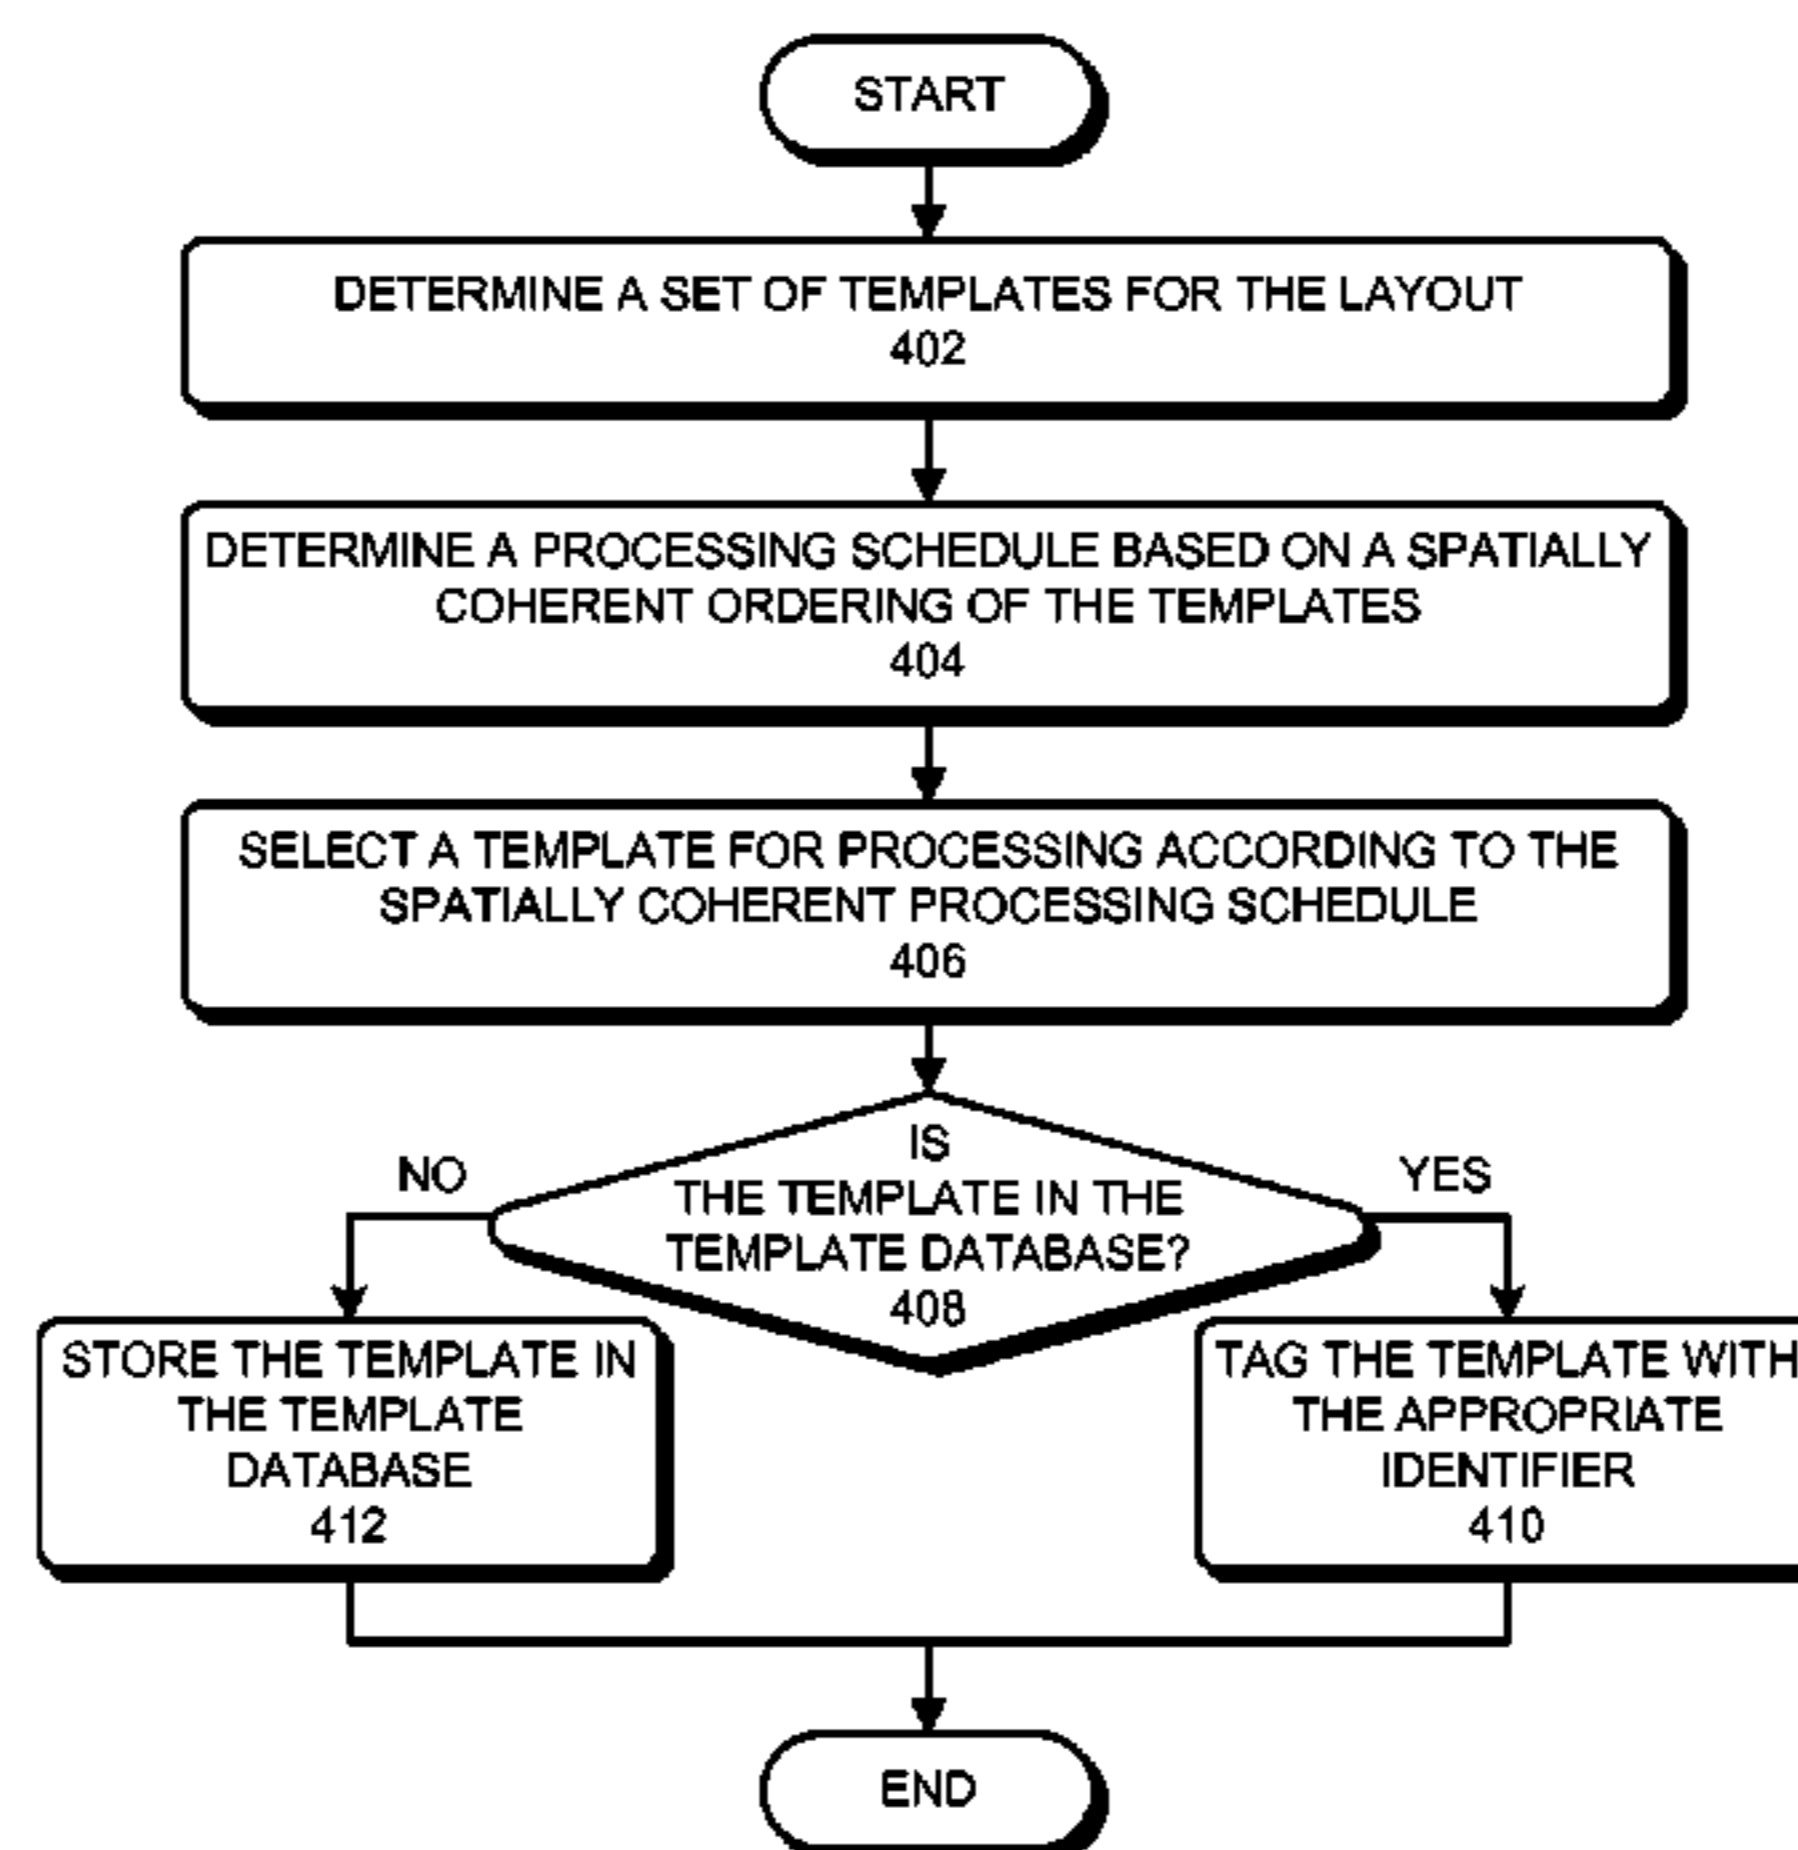 START
DETERMINE A SET OF TEMPLATES FOR THE LAYOUT
402
DETERMINE A PROCESSING SCHEDULE BASED ON A SPATIALLY
COHERENT ORDERING OF THE TEMPLATES
404
SELECT A TEMPLATE FOR PROCESSING ACCORDING TO THE
SPATIALLY COHERENT PROCESSING SCHEDULE
406
IS
THE TEMPLATE IN THE
TEMPLATE DATABASE?
408
NO
YES
STORE THE TEMPLATE IN
THE TEMPLATE
DATABASE
412
TAG THE TEMPLATE WITH
THE APPROPRIATE
IDENTIFIER
410
END